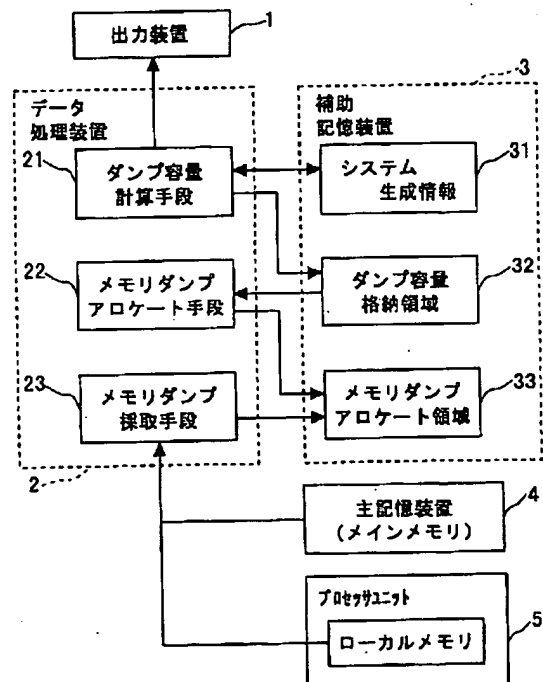 出力装置
1
データ
処理装置
21
ダンプ容量
計算手段
22
メモリダンプ
アロケート手段
23
メモリダンプ
採取手段
2
3
補助
記憶装置
システム
生成情報
31
ダンプ容量
格納領域
32
メモリダンプ
アロケート領域
33
主記憶装置
(メインメモリ)
4
プロセッサユニット
ローカルメモリ
5